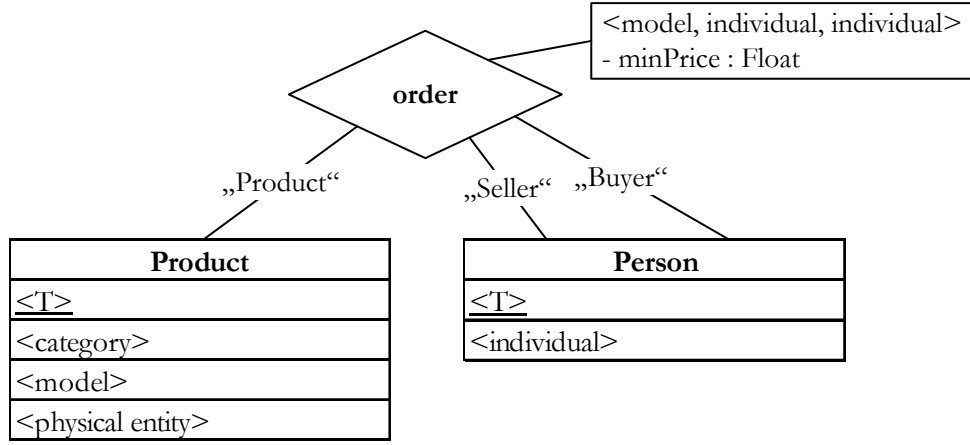 <model, individual, individual>
- minPrice : Float
order
„Product“
„Seller“
„Buyer“
Product
<T>
<category>
<model>
<physical entity>
Person
<T>
<individual>